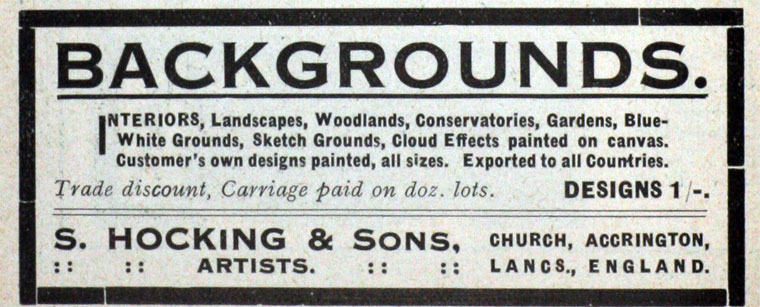 BACKGROUNDS.
INTERIORS, Landscapes, Woodlands, Conservatories, Gardens, Blue-
White Grounds, Sketch Grounds, Cloud Effects painted on canvas.
Customer's own designs painted, all sizes. Exported to all Countries.
Trade discount, Carriage paid on doz. lots. DESIGNS 1/-.
S. HOCKING & SONS, CHURCH, ACCRINGTON,
:: :: ARTISTS. :: :: LANCS., ENGLAND.